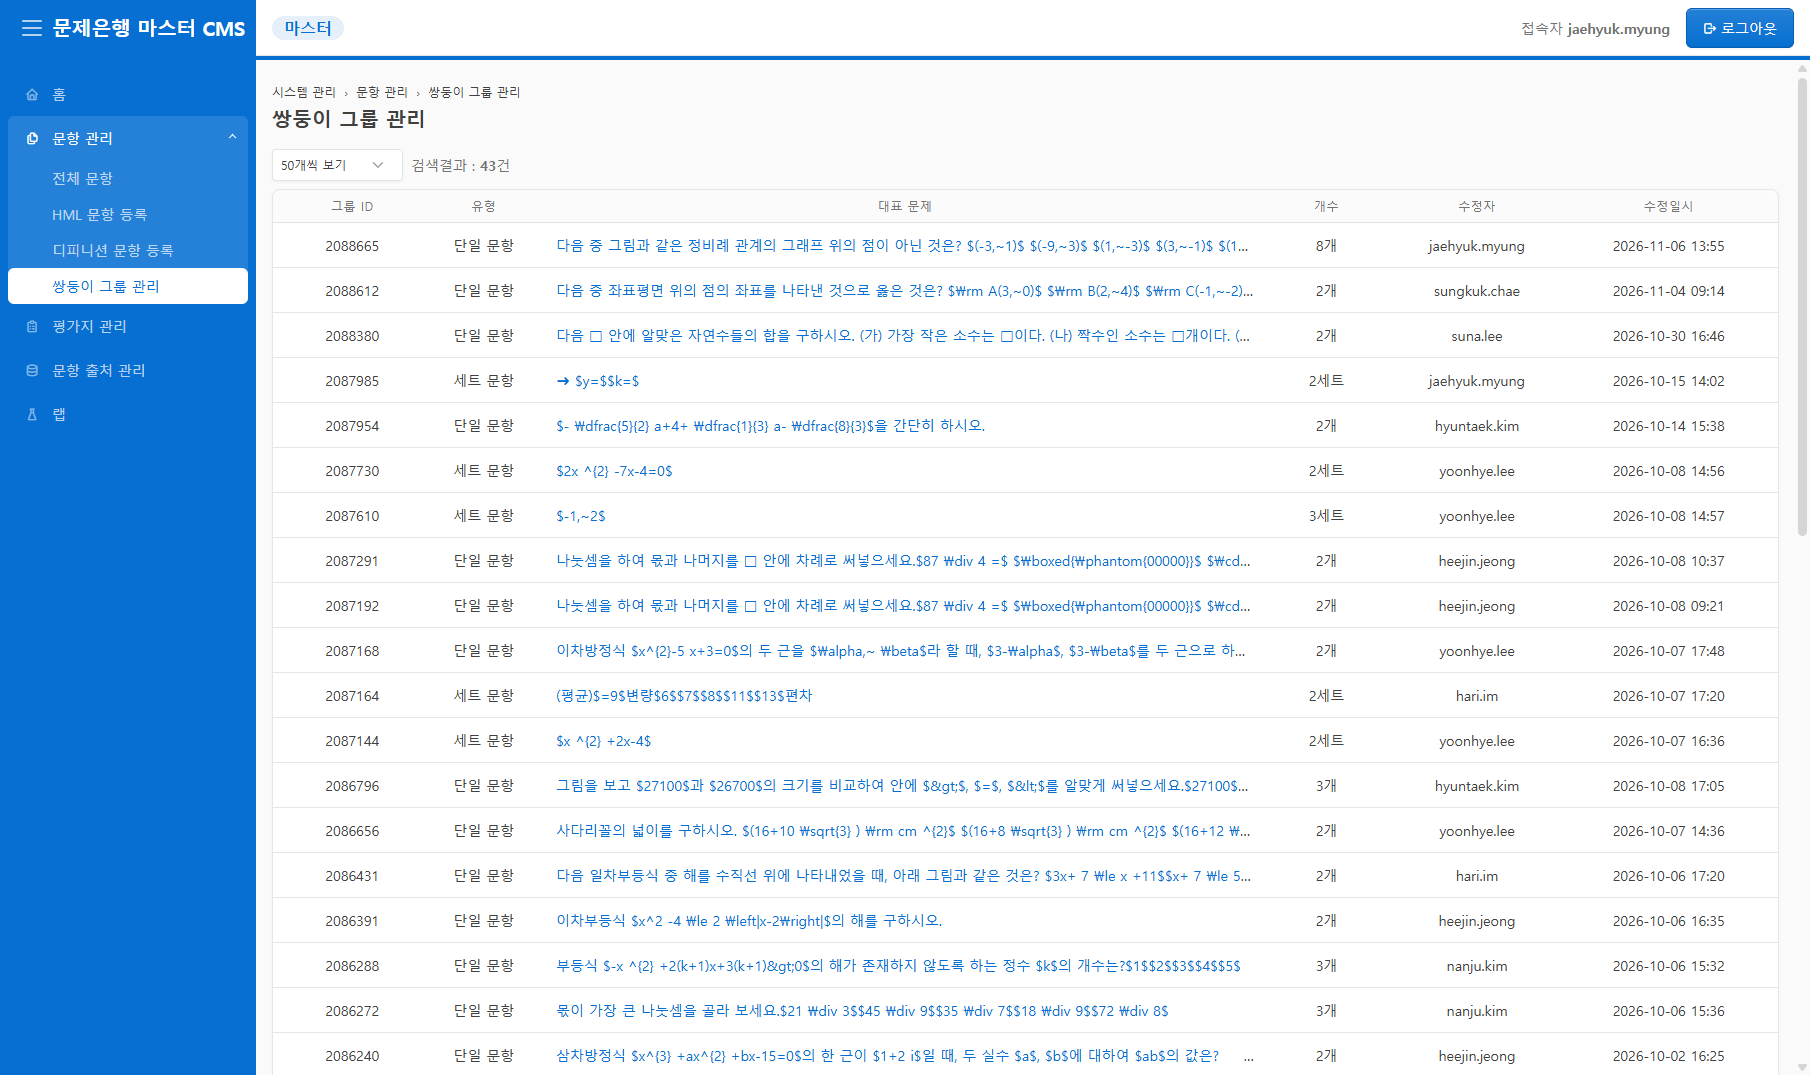 문제은행 마스터 CMS
마스터
접속자 jaehyuk.myung
로그아웃
홈
문항 관리
전체 문항
HML 문항 등록
디피니션 문항 등록
쌍둥이 그룹 관리
평가지 관리
문항 출처 관리
랩
시스템 관리 › 문항 관리 › 쌍둥이 그룹 관리
쌍둥이 그룹 관리
50개씩 보기 검색결과 : 43건
그룹 ID 유형 대표 문제 개수 수정자 수정일시
2088665 단일 문항 다음 중 그림과 같은 정비례 관계의 그래프 위의 점이 아닌 것은? $(-3,~1)$ $(-9,~3)$ $(1,~-3)$ $(3,~-1)$ $(1... 8개 jaehyuk.myung 2026-11-06 13:55
2088612 단일 문항 다음 중 좌표평면 위의 점의 좌표를 나타낸 것으로 옳은 것은? $₩rm A(3,~0)$ $₩rm B(2,~4)$ $₩rm C(-1,~-2)... 2개 sungkuk.chae 2026-11-04 09:14
2088380 단일 문항 다음 □ 안에 알맞은 자연수들의 합을 구하시오. (가) 가장 작은 소수는 □이다. (나) 짝수인 소수는 □개이다. (... 2개 suna.lee 2026-10-30 16:46
2087985 세트 문항 ➜ $y=$$k=$ 2세트 jaehyuk.myung 2026-10-15 14:02
2087954 단일 문항 $- ₩dfrac{5}{2} a+4+ ₩dfrac{1}{3} a- ₩dfrac{8}{3}$을 간단히 하시오. 2개 hyuntaek.kim 2026-10-14 15:38
2087730 세트 문항 $2x ^{2} -7x-4=0$ 2세트 yoonhye.lee 2026-10-08 14:56
2087610 세트 문항 $-1,~2$ 3세트 yoonhye.lee 2026-10-08 14:57
2087291 단일 문항 나눗셈을 하여 몫과 나머지를 □ 안에 차례로 써넣으세요.$87 ₩div 4 =$ $₩boxed{₩phantom{00000}}$ $₩cd... 2개 heejin.jeong 2026-10-08 10:37
2087192 단일 문항 나눗셈을 하여 몫과 나머지를 □ 안에 차례로 써넣으세요.$87 ₩div 4 =$ $₩boxed{₩phantom{00000}}$ $₩cd... 2개 heejin.jeong 2026-10-08 09:21
2087168 단일 문항 이차방정식 $x^{2}-5 x+3=0$의 두 근을 $₩alpha,~ ₩beta$라 할 때, $3-₩alpha$, $3-₩beta$를 두 근으로 하... 2개 yoonhye.lee 2026-10-07 17:48
2087164 세트 문항 (평균)$=9$변량$6$$7$$8$$11$$13$편차 2세트 hari.im 2026-10-07 17:20
2087144 세트 문항 $x ^{2} +2x-4$ 2세트 yoonhye.lee 2026-10-07 16:36
2086796 단일 문항 그림을 보고 $27100$과 $26700$의 크기를 비교하여 안에 $&gt;$, $=$, $&lt;$를 알맞게 써넣으세요.$27100$... 3개 hyuntaek.kim 2026-10-08 17:05
2086656 단일 문항 사다리꼴의 넓이를 구하시오. $(16+10 ₩sqrt{3} ) ₩rm cm ^{2}$ $(16+8 ₩sqrt{3} ) ₩rm cm ^{2}$ $(16+12 ₩... 2개 yoonhye.lee 2026-10-07 14:36
2086431 단일 문항 다음 일차부등식 중 해를 수직선 위에 나타내었을 때, 아래 그림과 같은 것은? $3x+ 7 ₩le x +11$$x+ 7 ₩le 5... 2개 hari.im 2026-10-06 17:20
2086391 단일 문항 이차부등식 $x^2 -4 ₩le 2 ₩left|x-2₩right|$의 해를 구하시오. 2개 heejin.jeong 2026-10-06 16:35
2086288 단일 문항 부등식 $-x ^{2} +2(k+1)x+3(k+1)&gt;0$의 해가 존재하지 않도록 하는 정수 $k$의 개수는?$1$$2$$3$$4$$5$ 3개 nanju.kim 2026-10-06 15:32
2086272 단일 문항 몫이 가장 큰 나눗셈을 골라 보세요.$21 ₩div 3$$45 ₩div 9$$35 ₩div 7$$18 ₩div 9$$72 ₩div 8$ 3개 nanju.kim 2026-10-06 15:36
2086240 단일 문항 삼차방정식 $x^{3} +ax^{2} +bx-15=0$의 한 근이 $1+2 i$일 때, 두 실수 $a$, $b$에 대하여 $ab$의 값은? ... 2개 heejin.jeong 2026-10-02 16:25